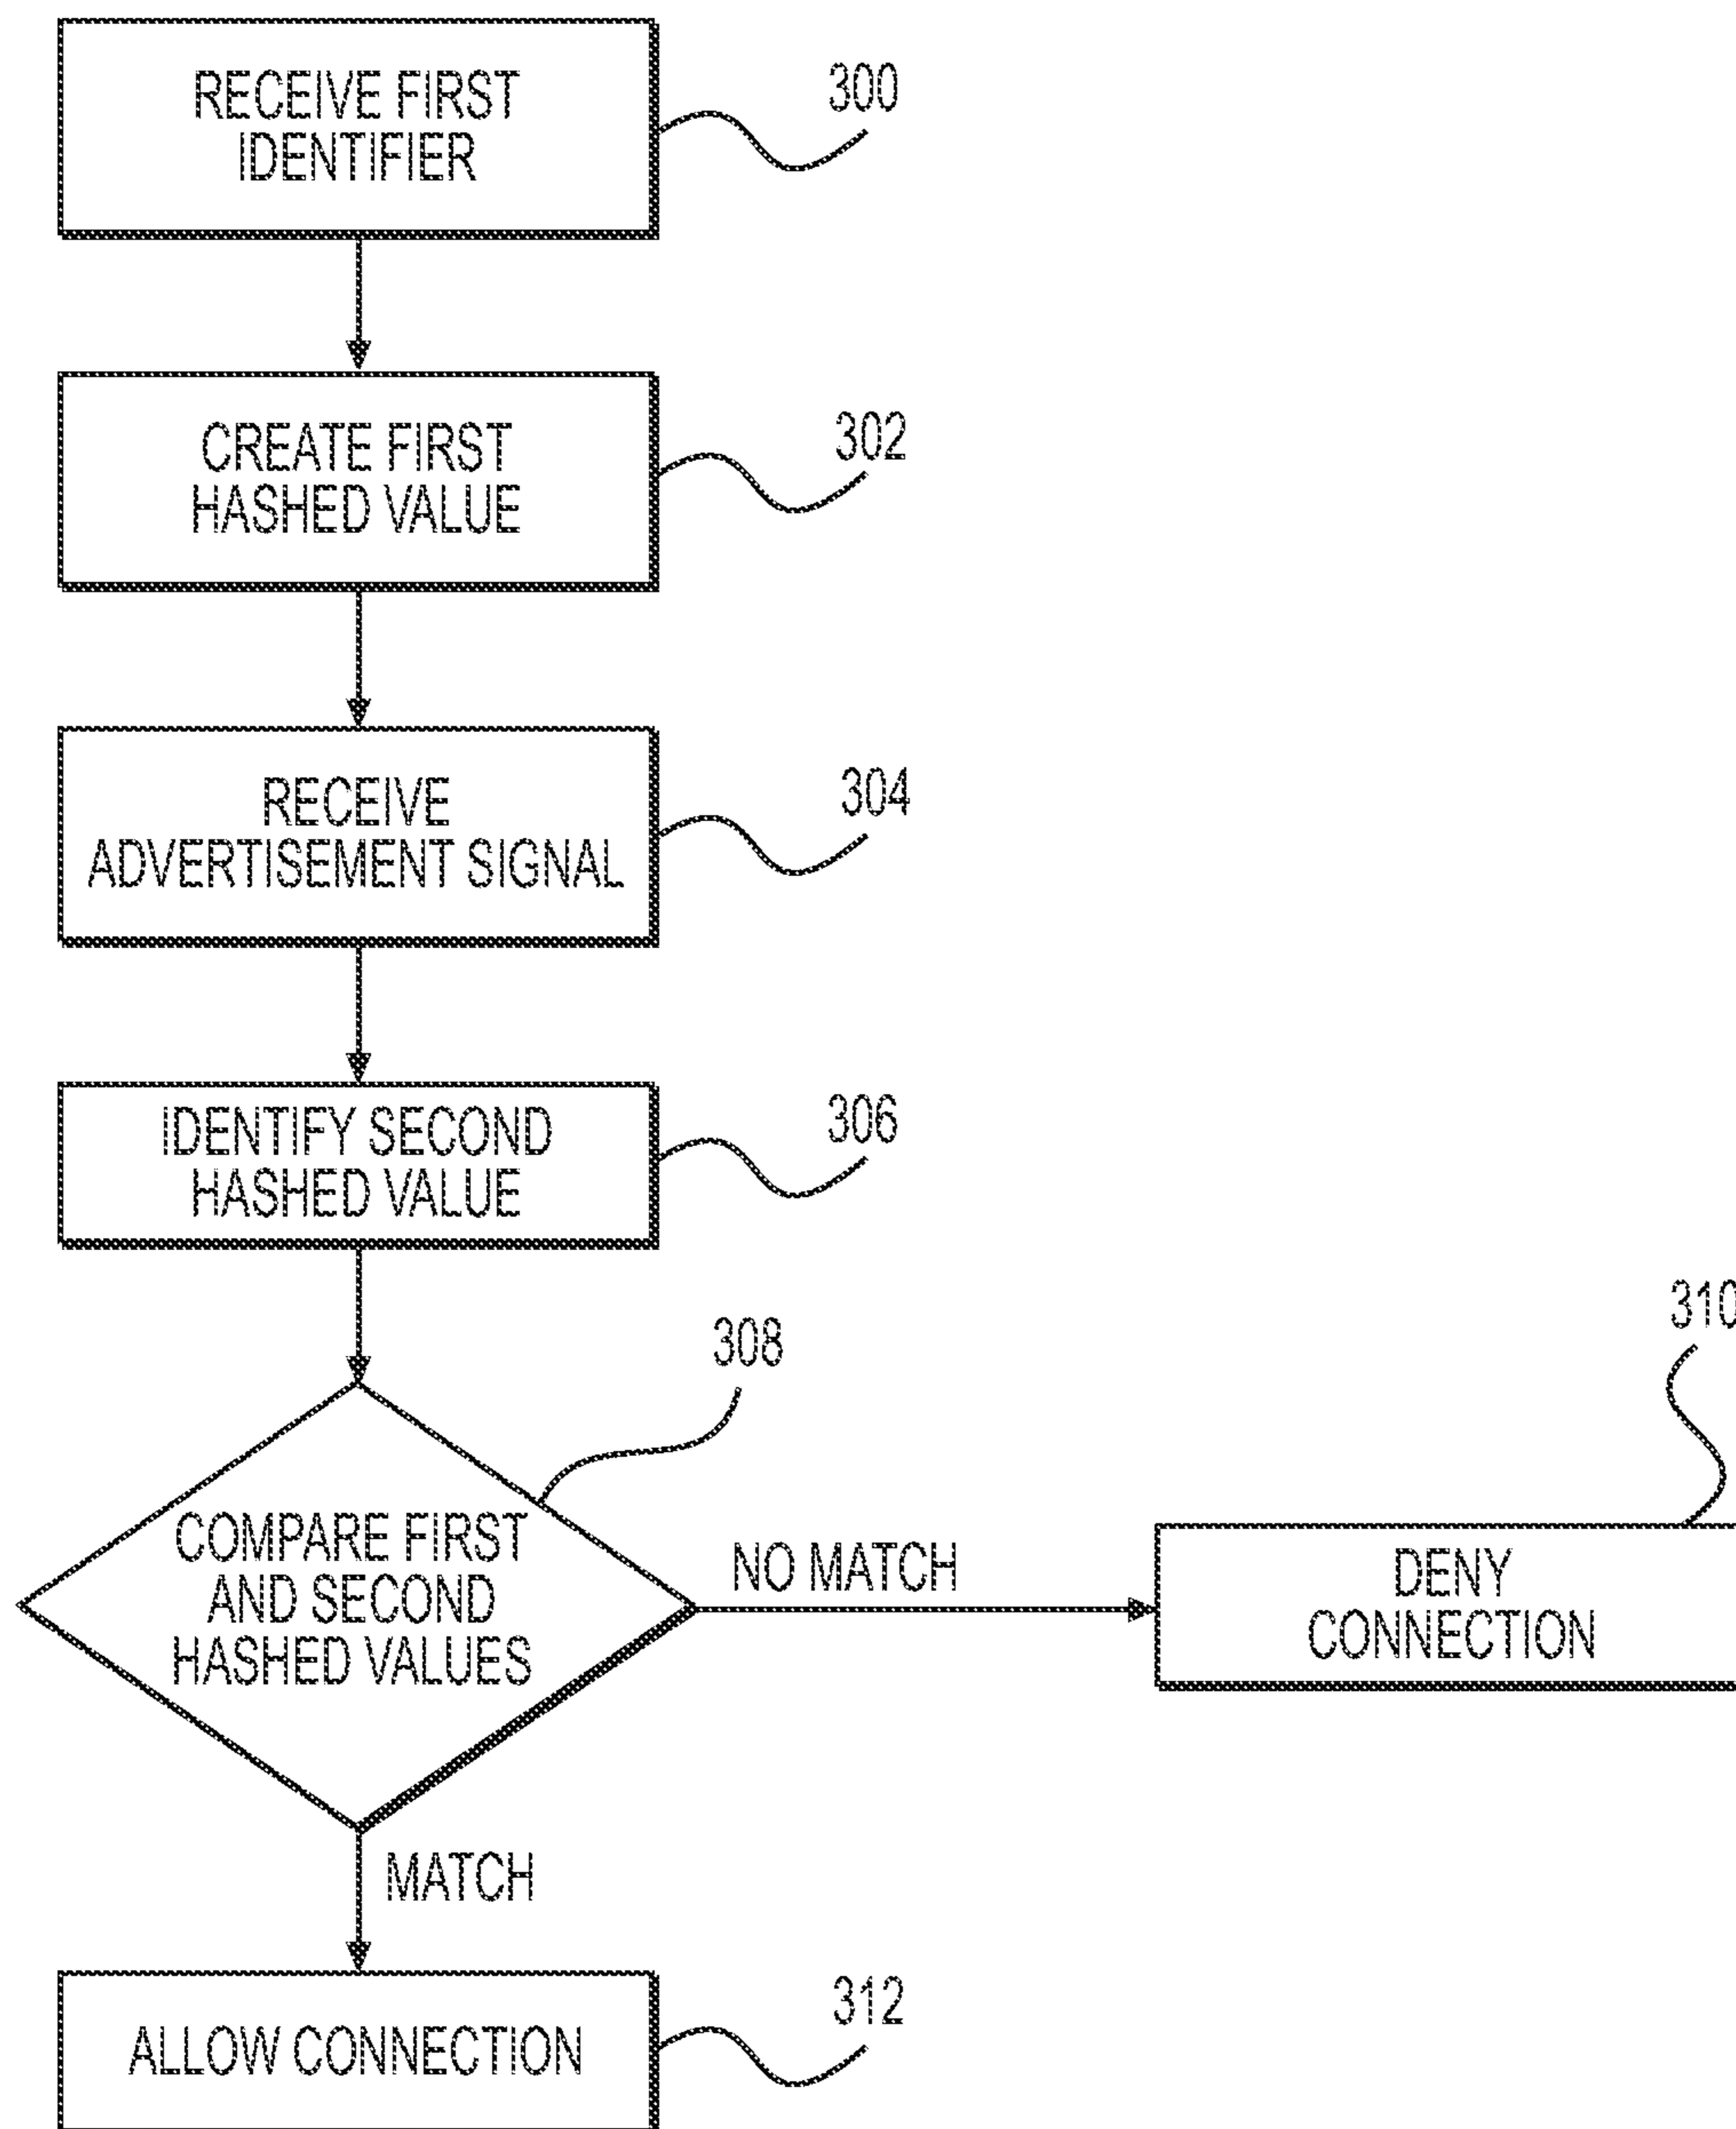 RECEIVE FIRST
IDENTIFIER
300
CREATE FIRST
HASHED VALUE
302
RECEIVE
ADVERTISEMENT SIGNAL
304
IDENTIFY SECOND
HASHED VALUE
306
308
COMPARE FIRST
AND SECOND
HASHED VALUES
NO MATCH
310
DENY
CONNECTION
MATCH
ALLOW CONNECTION
312